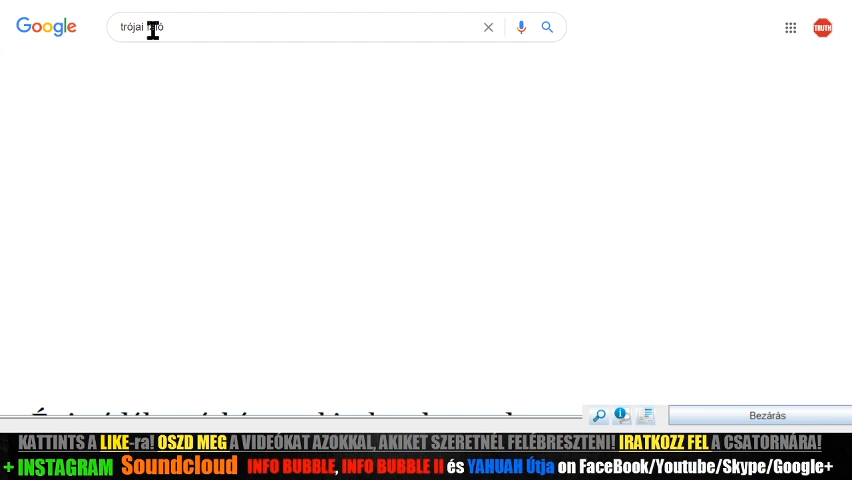 Google
trójai
Bezárás
KATTINTS A LIKE-ra! OSZD MEG A VIDEÓKAT AZOKKAL, AKIKET SZERETNÉL FELÉBRESZTENI! IRATKOZZ FEL A CSATORNÁRA!
+ INSTAGRAM Soundcloud INFO BUBBLE, INFO BUBBLE II és YAHUAH Útja on FaceBook/Youtube/Skype/Google+
TRUTH